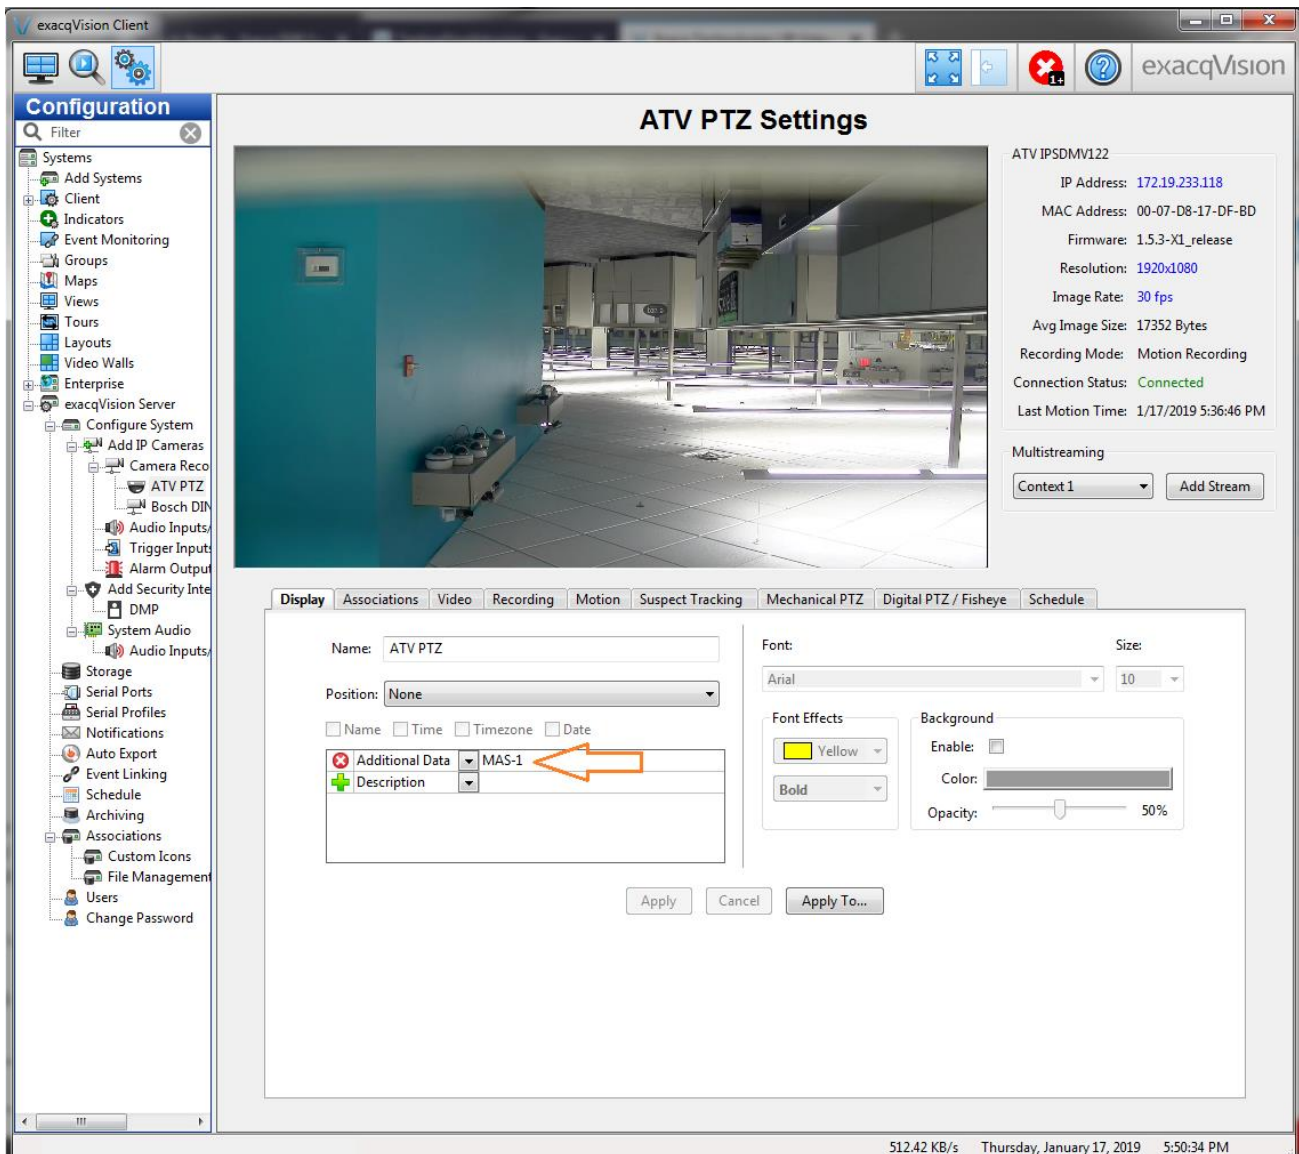 exacqVision Client
1+
exacqVision
Configuration
Filter
Systems
Add Systems
Client
Indicators
Event Monitoring
Groups
Maps
Views
Tours
Layouts
Video Walls
Enterprise
exacqVision Server
Configure System
Add IP Cameras
Camera Reco
ATV PTZ
Bosch DIN
Audio Inputs/
Trigger Inputs
Alarm Output
Add Security Inte
DMP
System Audio
Audio Inputs/
Storage
Serial Ports
Serial Profiles
Notifications
Auto Export
Event Linking
Schedule
Archiving
Associations
Custom Icons
File Management
Users
Change Password
ATV PTZ Settings
ATV IPSDMV122
IP Address: 172.19.233.118
MAC Address: 00-07-D8-17-DF-BD
Firmware: 1.5.3-X1_release
Resolution: 1920x1080
Image Rate: 30 fps
Avg Image Size: 17352 Bytes
Recording Mode: Motion Recording
Connection Status: Connected
Last Motion Time: 1/17/2019 5:36:46 PM
Multistreaming
Context 1 Add Stream
Display Associations Video Recording Motion Suspect Tracking Mechanical PTZ Digital PTZ / Fisheye Schedule
Name: ATV PTZ
Position: None
Name Time Timezone Date
Additional Data MAS-1
Description
Font: Size:
Arial 10
Font Effects
Yellow
Bold
Background
Enable:
Color:
Opacity: 50%
Apply Cancel Apply To...
512.42 KB/s Thursday, January 17, 2019 5:50:34 PM